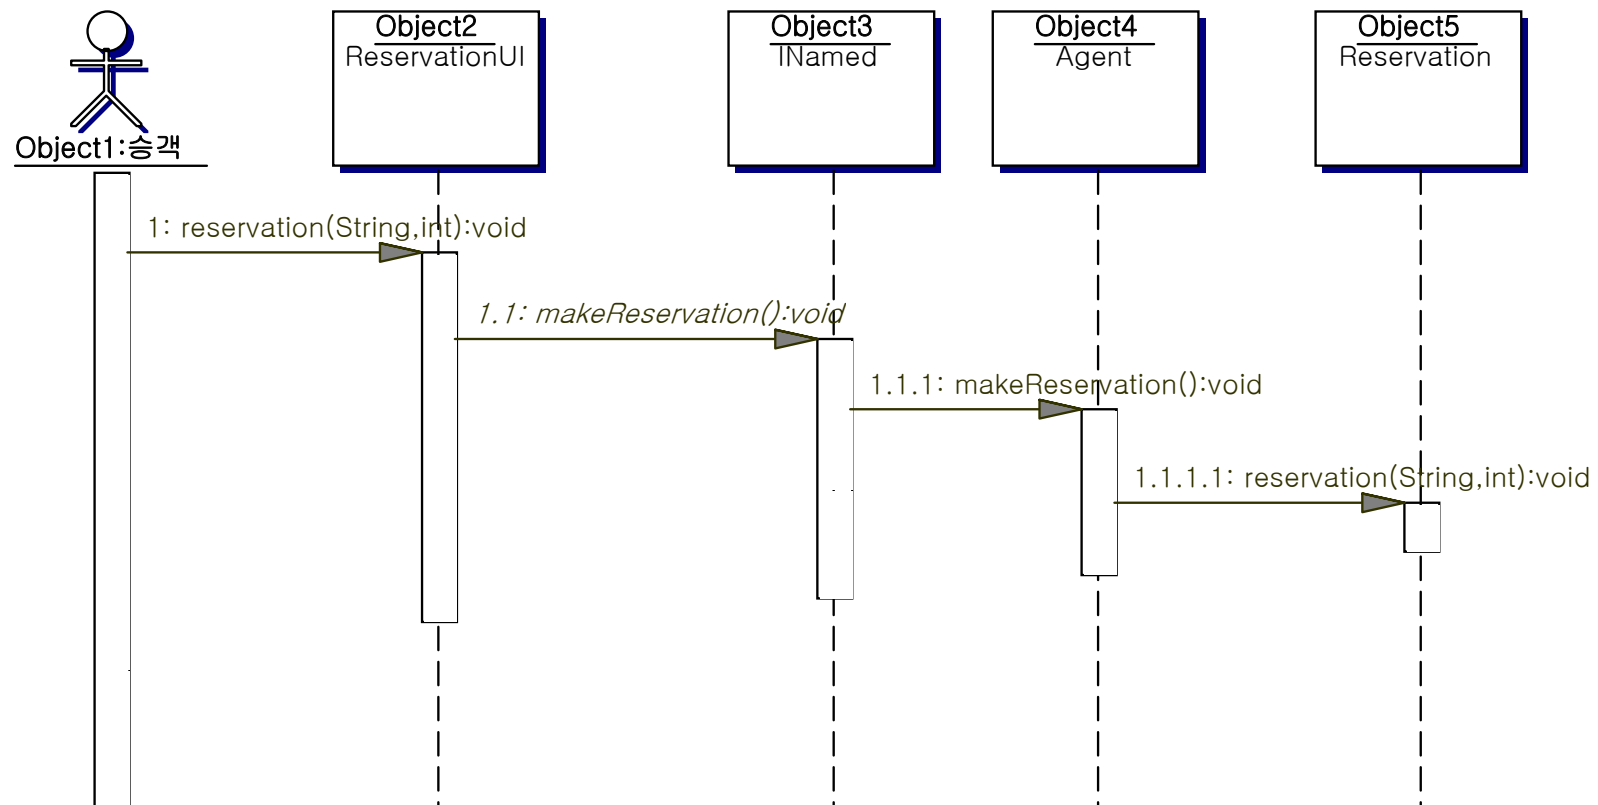 Object1:승객
Object2
ReservationUI
Object3
INamed
Object4
Agent
Object5
Reservation
1: reservation(String,int):void
1.1: makeReservation():void
1.1.1: makeReservation():void
1.1.1.1: reservation(String,int):void